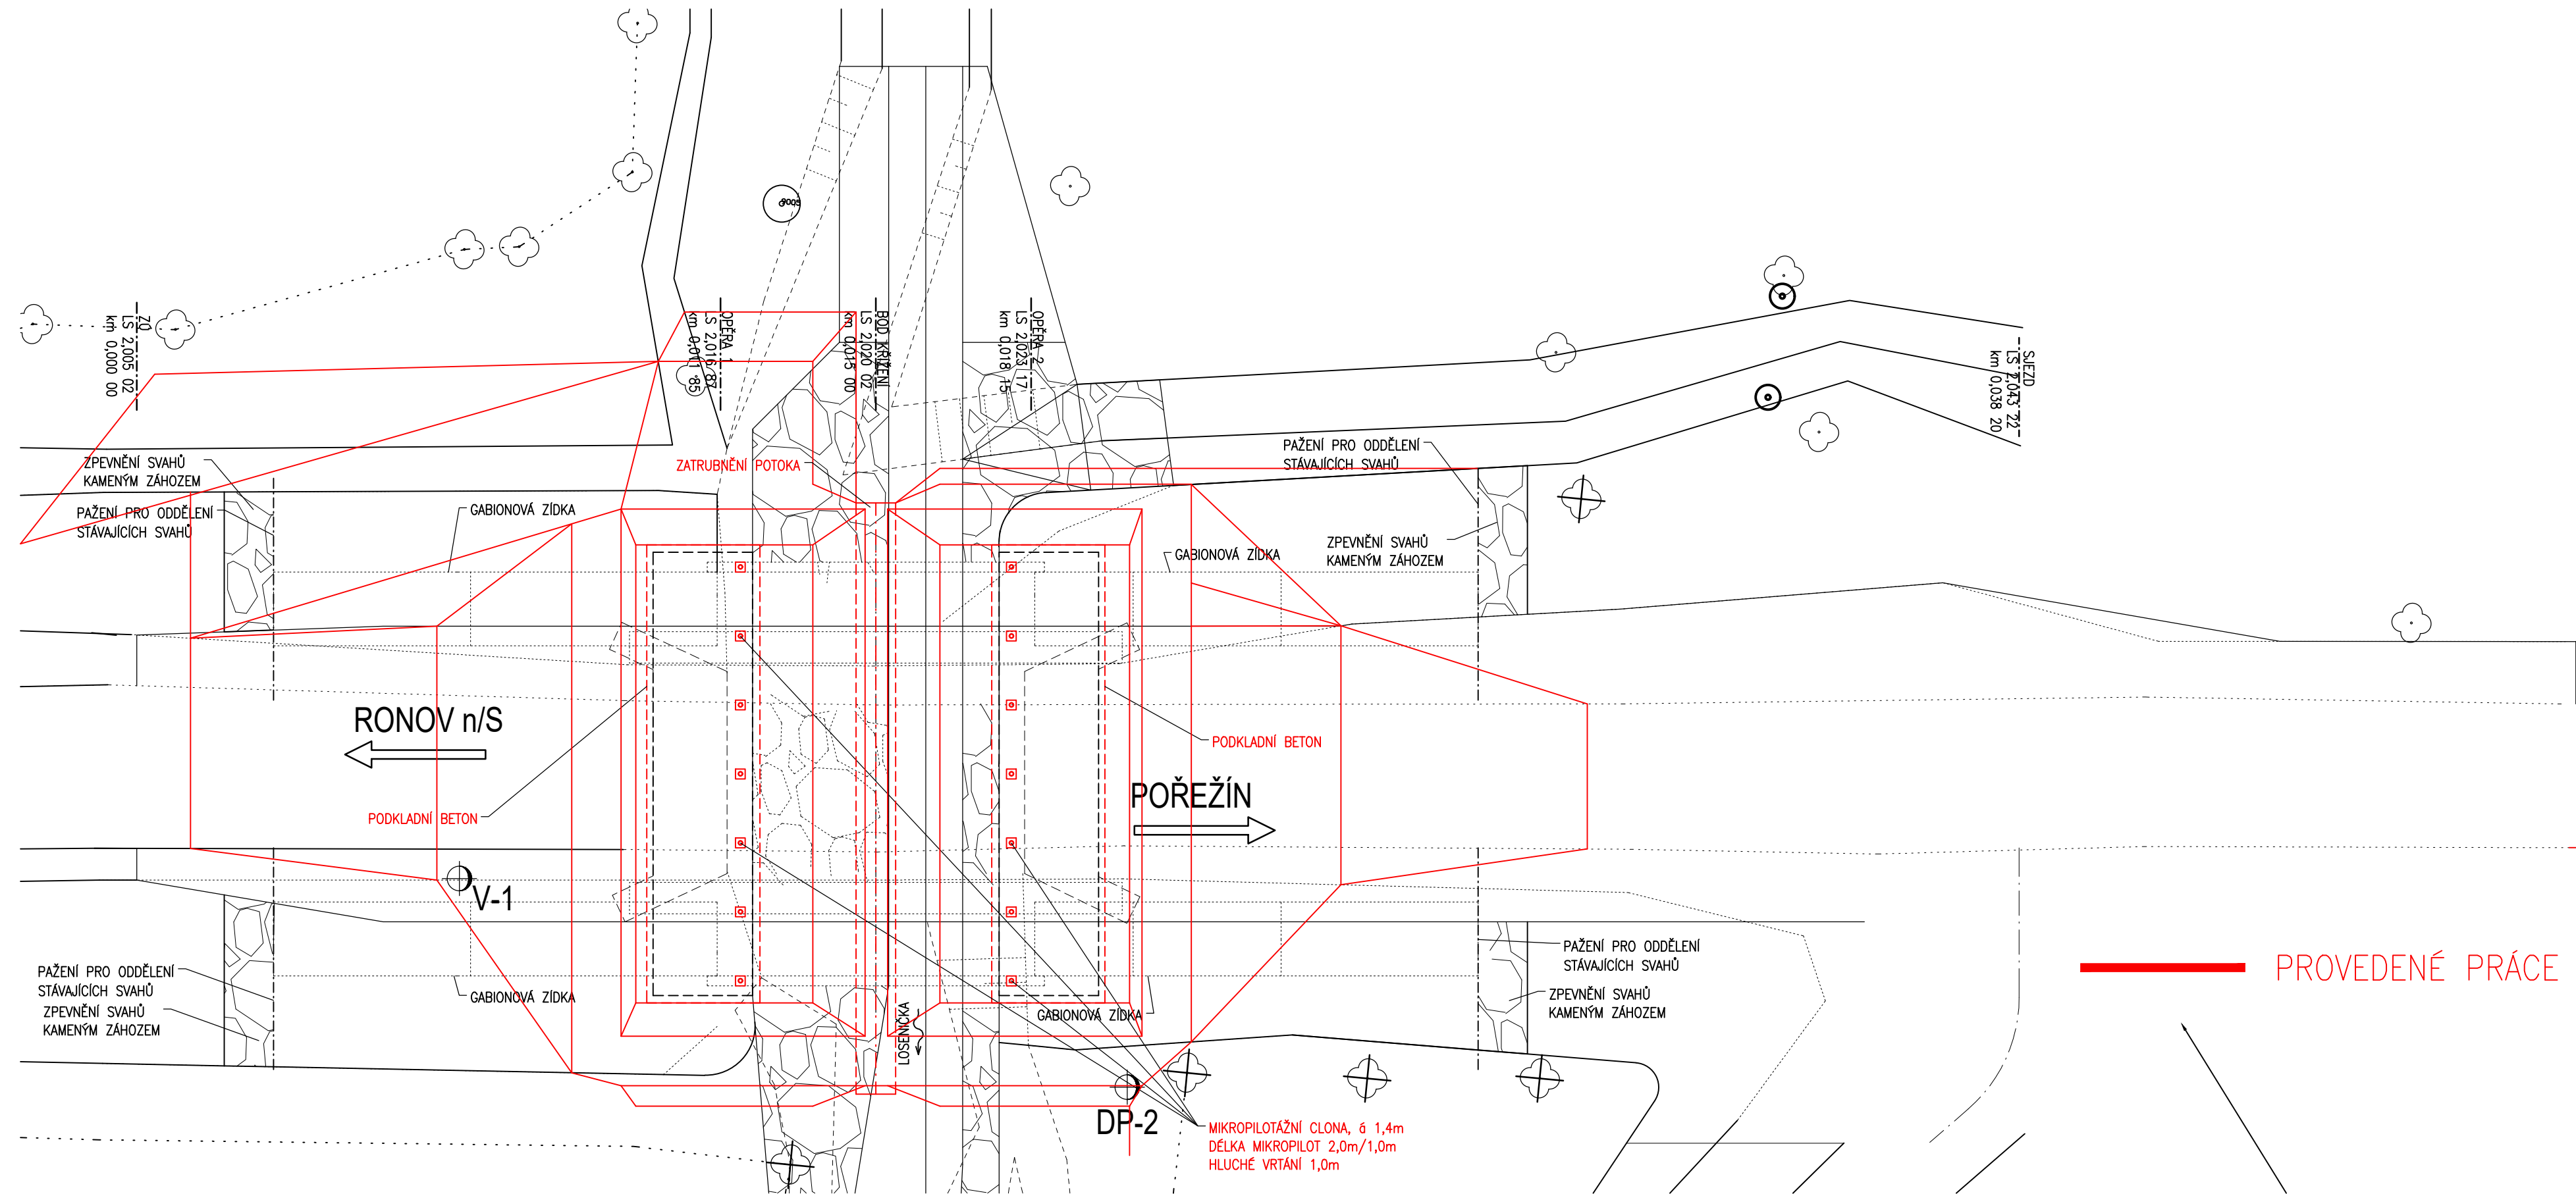 9005
ZÚ
LS 2,005 02
km 0,000 00
OPĚRA 1
LS 2,016 87
km 0,011 85
BOD KŘÍŽENÍ
LS 2,020 02
km 0,015 00
OPĚRA 2
LS 2,023 17
km 0,018 15
SJEZD
LS 2,043 22
km 0,038 20
ZPEVNĚNÍ SVAHŮ
KAMENÝM ZÁHOZEM
PAŽENÍ PRO ODDĚLENÍ
STÁVAJÍCÍCH SVAHŮ
GABIONOVÁ ZÍDKA
ZATRUBNĚNÍ POTOKA
PAŽENÍ PRO ODDĚLENÍ
STÁVAJÍCÍCH SVAHŮ
GABIONOVÁ ZÍDKA
ZPEVNĚNÍ SVAHŮ
KAMENÝM ZÁHOZEM
RONOV n/S
PODKLADNÍ BETON
POŘEŽÍN
PODKLADNÍ BETON
V-1
PAŽENÍ PRO ODDĚLENÍ
STÁVAJÍCÍCH SVAHŮ
ZPEVNĚNÍ SVAHŮ
KAMENÝM ZÁHOZEM
GABIONOVÁ ZÍDKA
LOSENIČKA
GABIONOVÁ ZÍDKA
PAŽENÍ PRO ODDĚLENÍ
STÁVAJÍCÍCH SVAHŮ
ZPEVNĚNÍ SVAHŮ
KAMENÝM ZÁHOZEM
PROVEDENÉ PRÁCE
DP-2
MIKROPILOTÁŽNÍ CLONA, á 1,4m
DÉLKA MIKROPILOT 2,0m/1,0m
HLUCHÉ VRTÁNÍ 1,0m